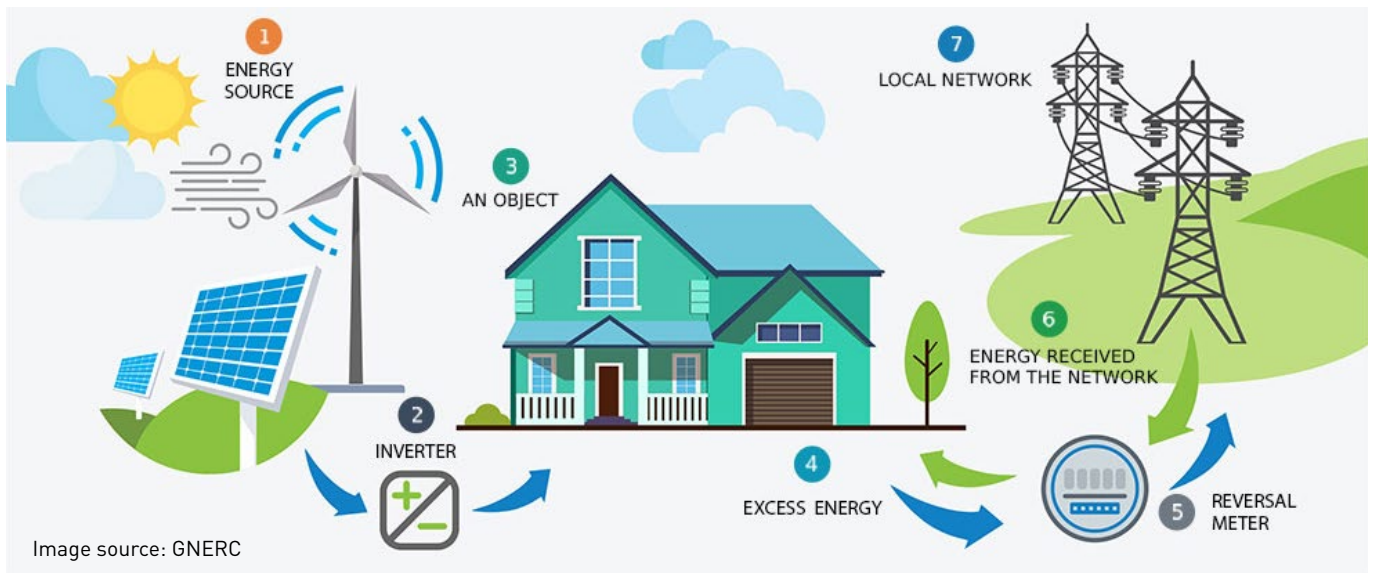 1
ENERGY
SOURCE
2
INVERTER
3
AN OBJECT
4
EXCESS ENERGY
5
REVERSAL
METER
6
ENERGY RECEIVED
FROM THE NETWORK
7
LOCAL NETWORK
Image source: GNERC